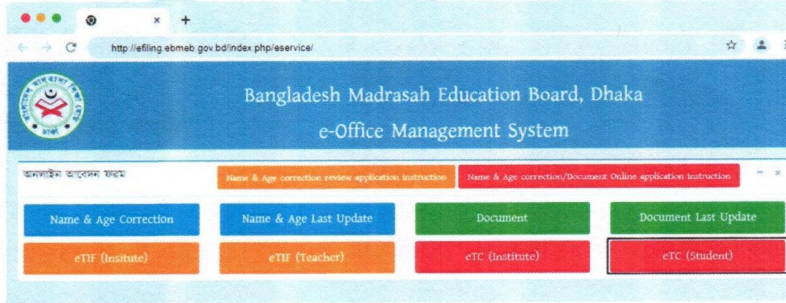 http://efiling.ebmeb.gov.bd/index.php/eservice/
Bangladesh Madrasah Education Board, Dhaka
e-Office Management System
অনলাইন আবেদন ফরম
Name & Age correction review application instruction
Name & Age correction/Document Online application instruction
Name & Age Correction
Name & Age Last Update
Document
Document Last Update
eTIF (Insitute)
eTIF (Teacher)
eTC (Institute)
eTC (Student)